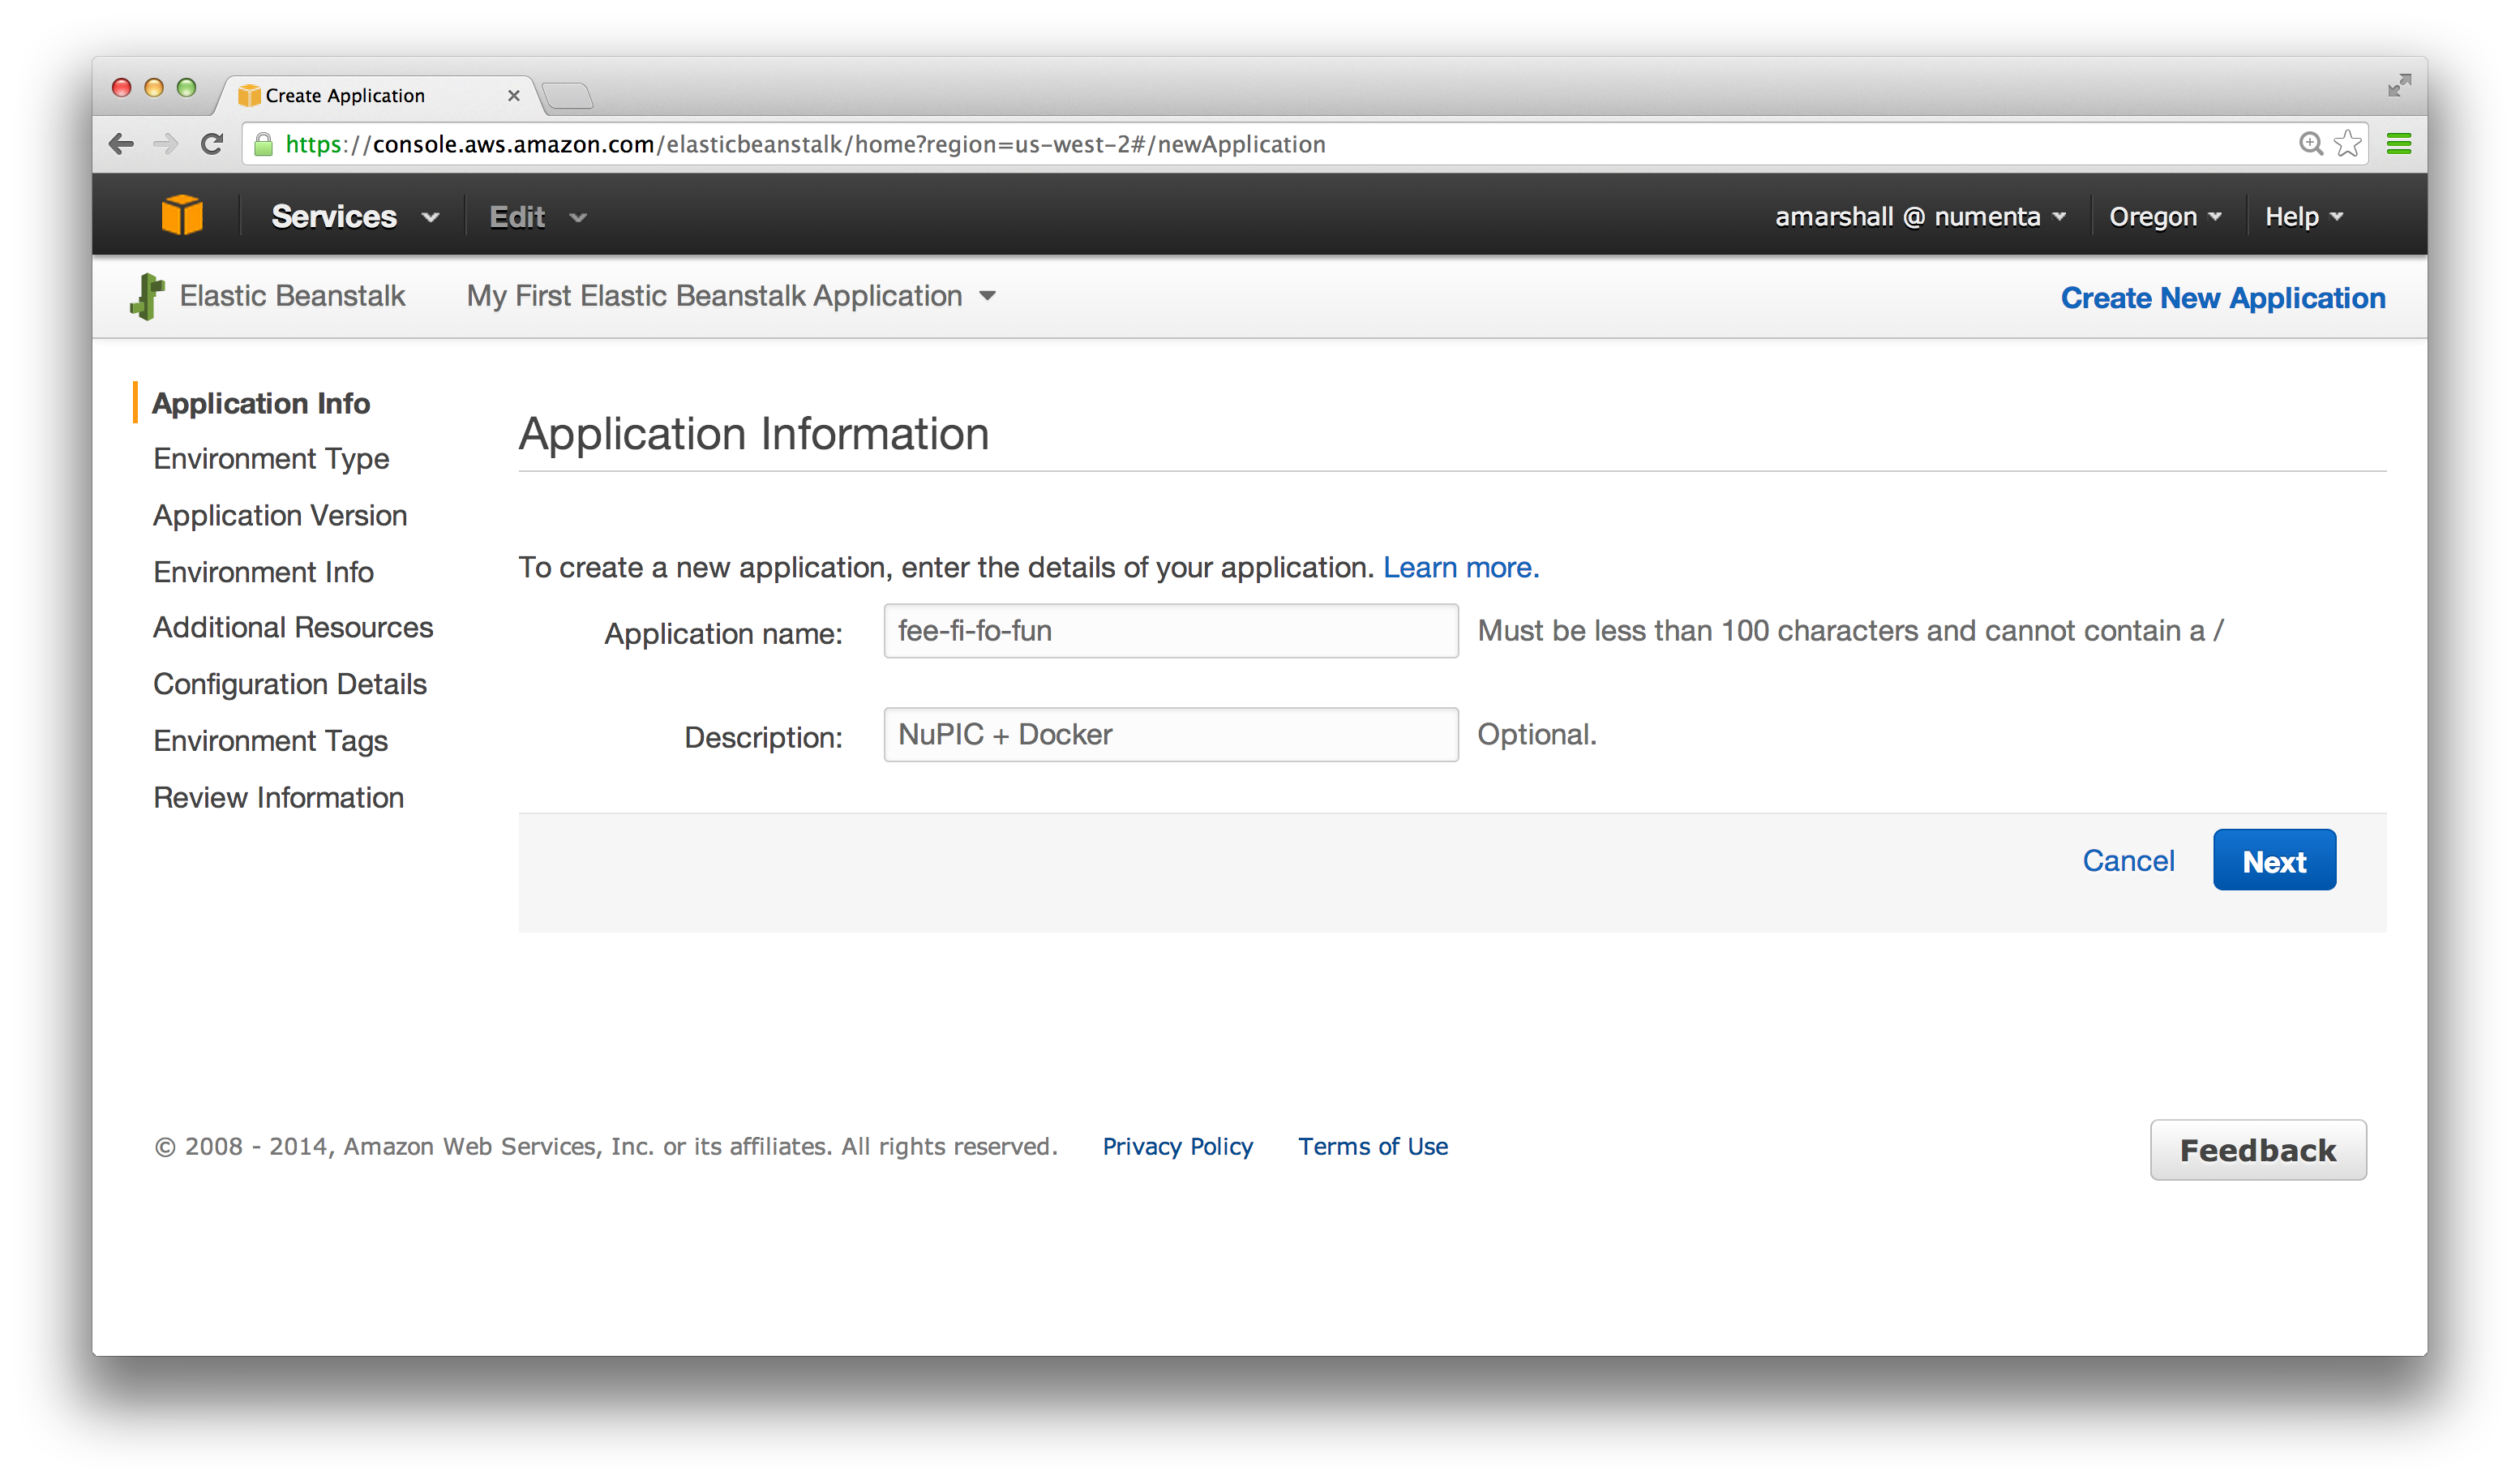 Create Application
https://console.aws.amazon.com/elasticbeanstalk/home?region=us-west-2#/newApplication
Services Edit amarshall @ numenta Oregon Help
Elastic Beanstalk My First Elastic Beanstalk Application Create New Application
Application Info
Environment Type
Application Version
Environment Info
Additional Resources
Configuration Details
Environment Tags
Review Information
Application Information
To create a new application, enter the details of your application. Learn more.
Application name: fee-fi-fo-fun Must be less than 100 characters and cannot contain a /
Description: NuPIC + Docker Optional.
Cancel Next
© 2008 - 2014, Amazon Web Services, Inc. or its affiliates. All rights reserved. Privacy Policy Terms of Use Feedback